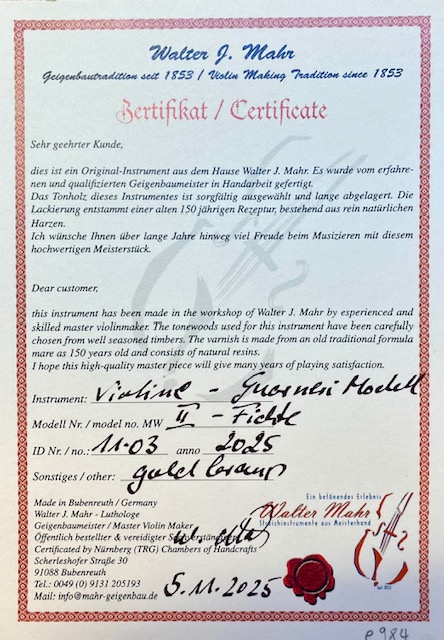 Walter J. Mahr
Geigenbautradition seit 1853 / Violin Making Tradition since 1853
Zertifikat / Certificate
Sehr geehrter Kunde,
dies ist ein Original-Instrument aus dem Hause Walter J. Mahr. Es wurde vom erfahre-
nen und qualifizierten Geigenbaumeister in Handarbeit gefertigt.
Das Tonholz dieses Instrumentes ist sorgfältig ausgewählt und lange abgelagert. Die
Lackierung entstammt einer alten 150 jährigen Rezeptur, bestehend aus rein natürlichen
Harzen.
Ich wünsche Ihnen über lange Jahre hinweg viel Freude beim Musizieren mit diesem
hochwertigen Meisterstück.
Dear customer,
this instrument has been made in the workshop of Walter J. Mahr by esperienced and
skilled master violinmaker. The tonewoods used for this instrument have been carefully
chosen from well seasoned timbers. The varnish is made from an old traditional formula
mare as 150 years old and consists of natural resins.
I hope this high-quality master piece will give many years of playing satisfaction.
Instrument: Violine - Guarneri Modell
Modell Nr. / model no. MW II - Fichte
ID Nr. / no.: 11-03 anno 2025
Sonstiges / other: gold
Made in Bubenreuth / Germany
Walter J. Mahr - Luthologe
Geigenbaumeister / Master Violin Maker
Öffentlich bestellter & vereidigter Sachverständiger
Certificated by Nürnberg (TRG) Chambers of Handcrafts
Scherleshofer Straße 30
91088 Bubenreuth
Tel.: 0049 (0) 9131 205193
Mail: info@mahr-geigenbau.de
Ein betönendes Erlebnis
Walter Mahr
Streichinstrumente aus Meisterhand
5.11.2025
e 984